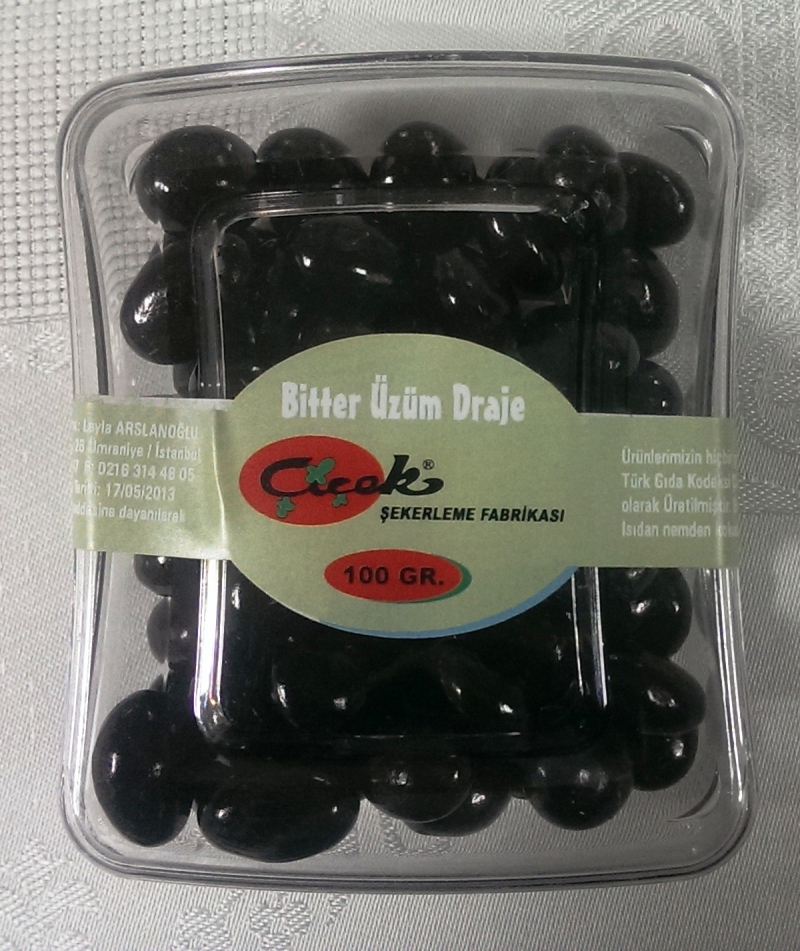 Bitter Üzüm Draje
Çiçek®
ŞEKERLEME FABRİKASI
100 GR.
Leyla ARSLANOĞLU
Ümraniye / İstanbul
F: 0216 314 48 05
17/05/2013
dayanılarak
Ürünlerimizin
Türk Gıda
olarak Üretilmiştir
Isıdan nemden